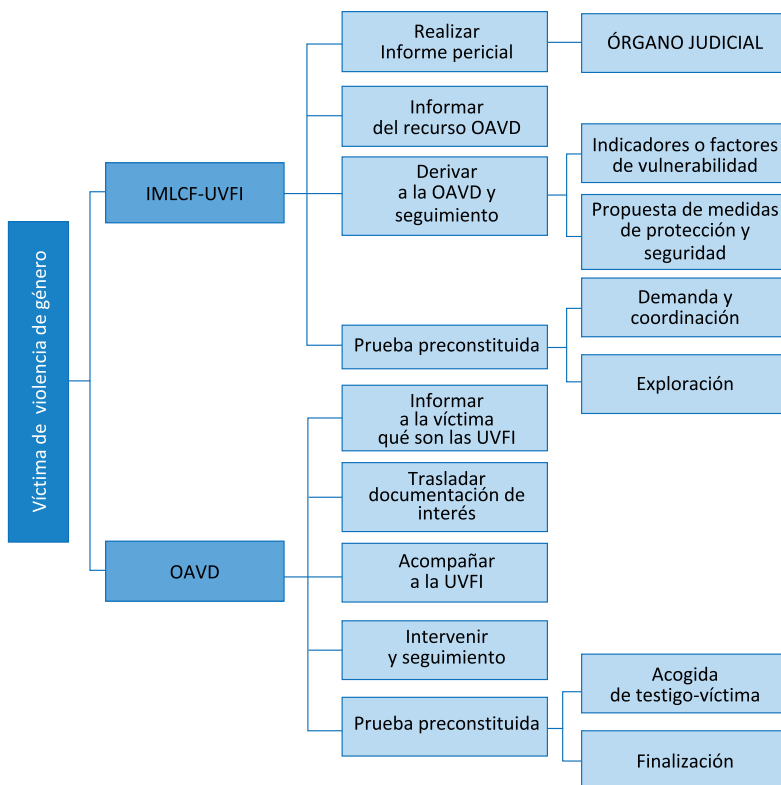 Víctima de violencia de género
IMLCF-UVFI
Realizar
Informe pericial
ÓRGANO JUDICIAL
Informar
del recurso OAVD
Derivar
a la OAVD y
seguimiento
Indicadores o factores
de vulnerabilidad
Propuesta de medidas
de protección y
seguridad
Prueba preconstituida
Demanda y
coordinación
Exploración
OAVD
Informar
a la víctima
qué son las UVFI
Trasladar
documentación de
interés
Acompañar
a la UVFI
Intervenir
y seguimiento
Prueba preconstituida
Acogida
de testigo-víctima
Finalización